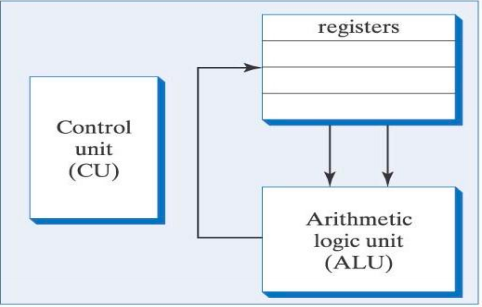 registers
Control
unit
(CU)
Arithmetic
logic unit
(ALU)